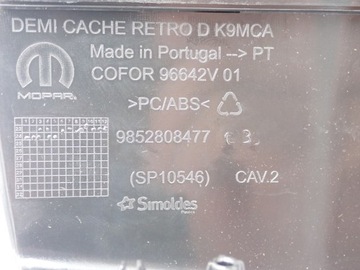 DEMI CACHE RETRO D K9MCA
Made in Portugal --> PT
COFOR 96642V 01
MOPAR
>PC/ABS<
9852808477
(SP10546) CAV.2
Simoldes